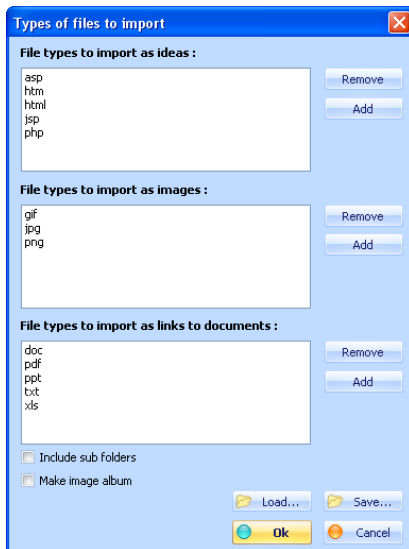 Types of files to import
File types to import as ideas :
asp
htm
html
jsp
php
Remove
Add
File types to import as images :
gif
jpg
png
Remove
Add
File types to import as links to documents :
doc
pdf
ppt
txt
xls
Remove
Add
Include sub folders
Make image album
Load...
Save...
Ok
Cancel